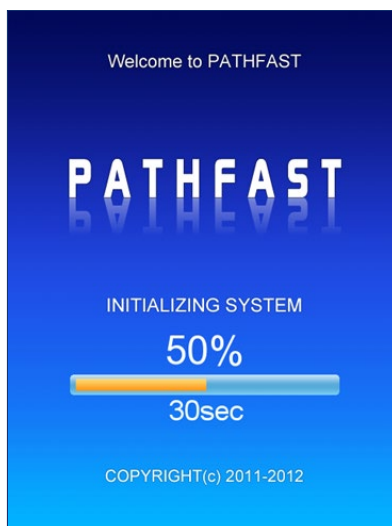 Welcome to PATHFAST
PATHFAST
INITIALIZING SYSTEM
50%
30sec
COPYRIGHT(c) 2011-2012